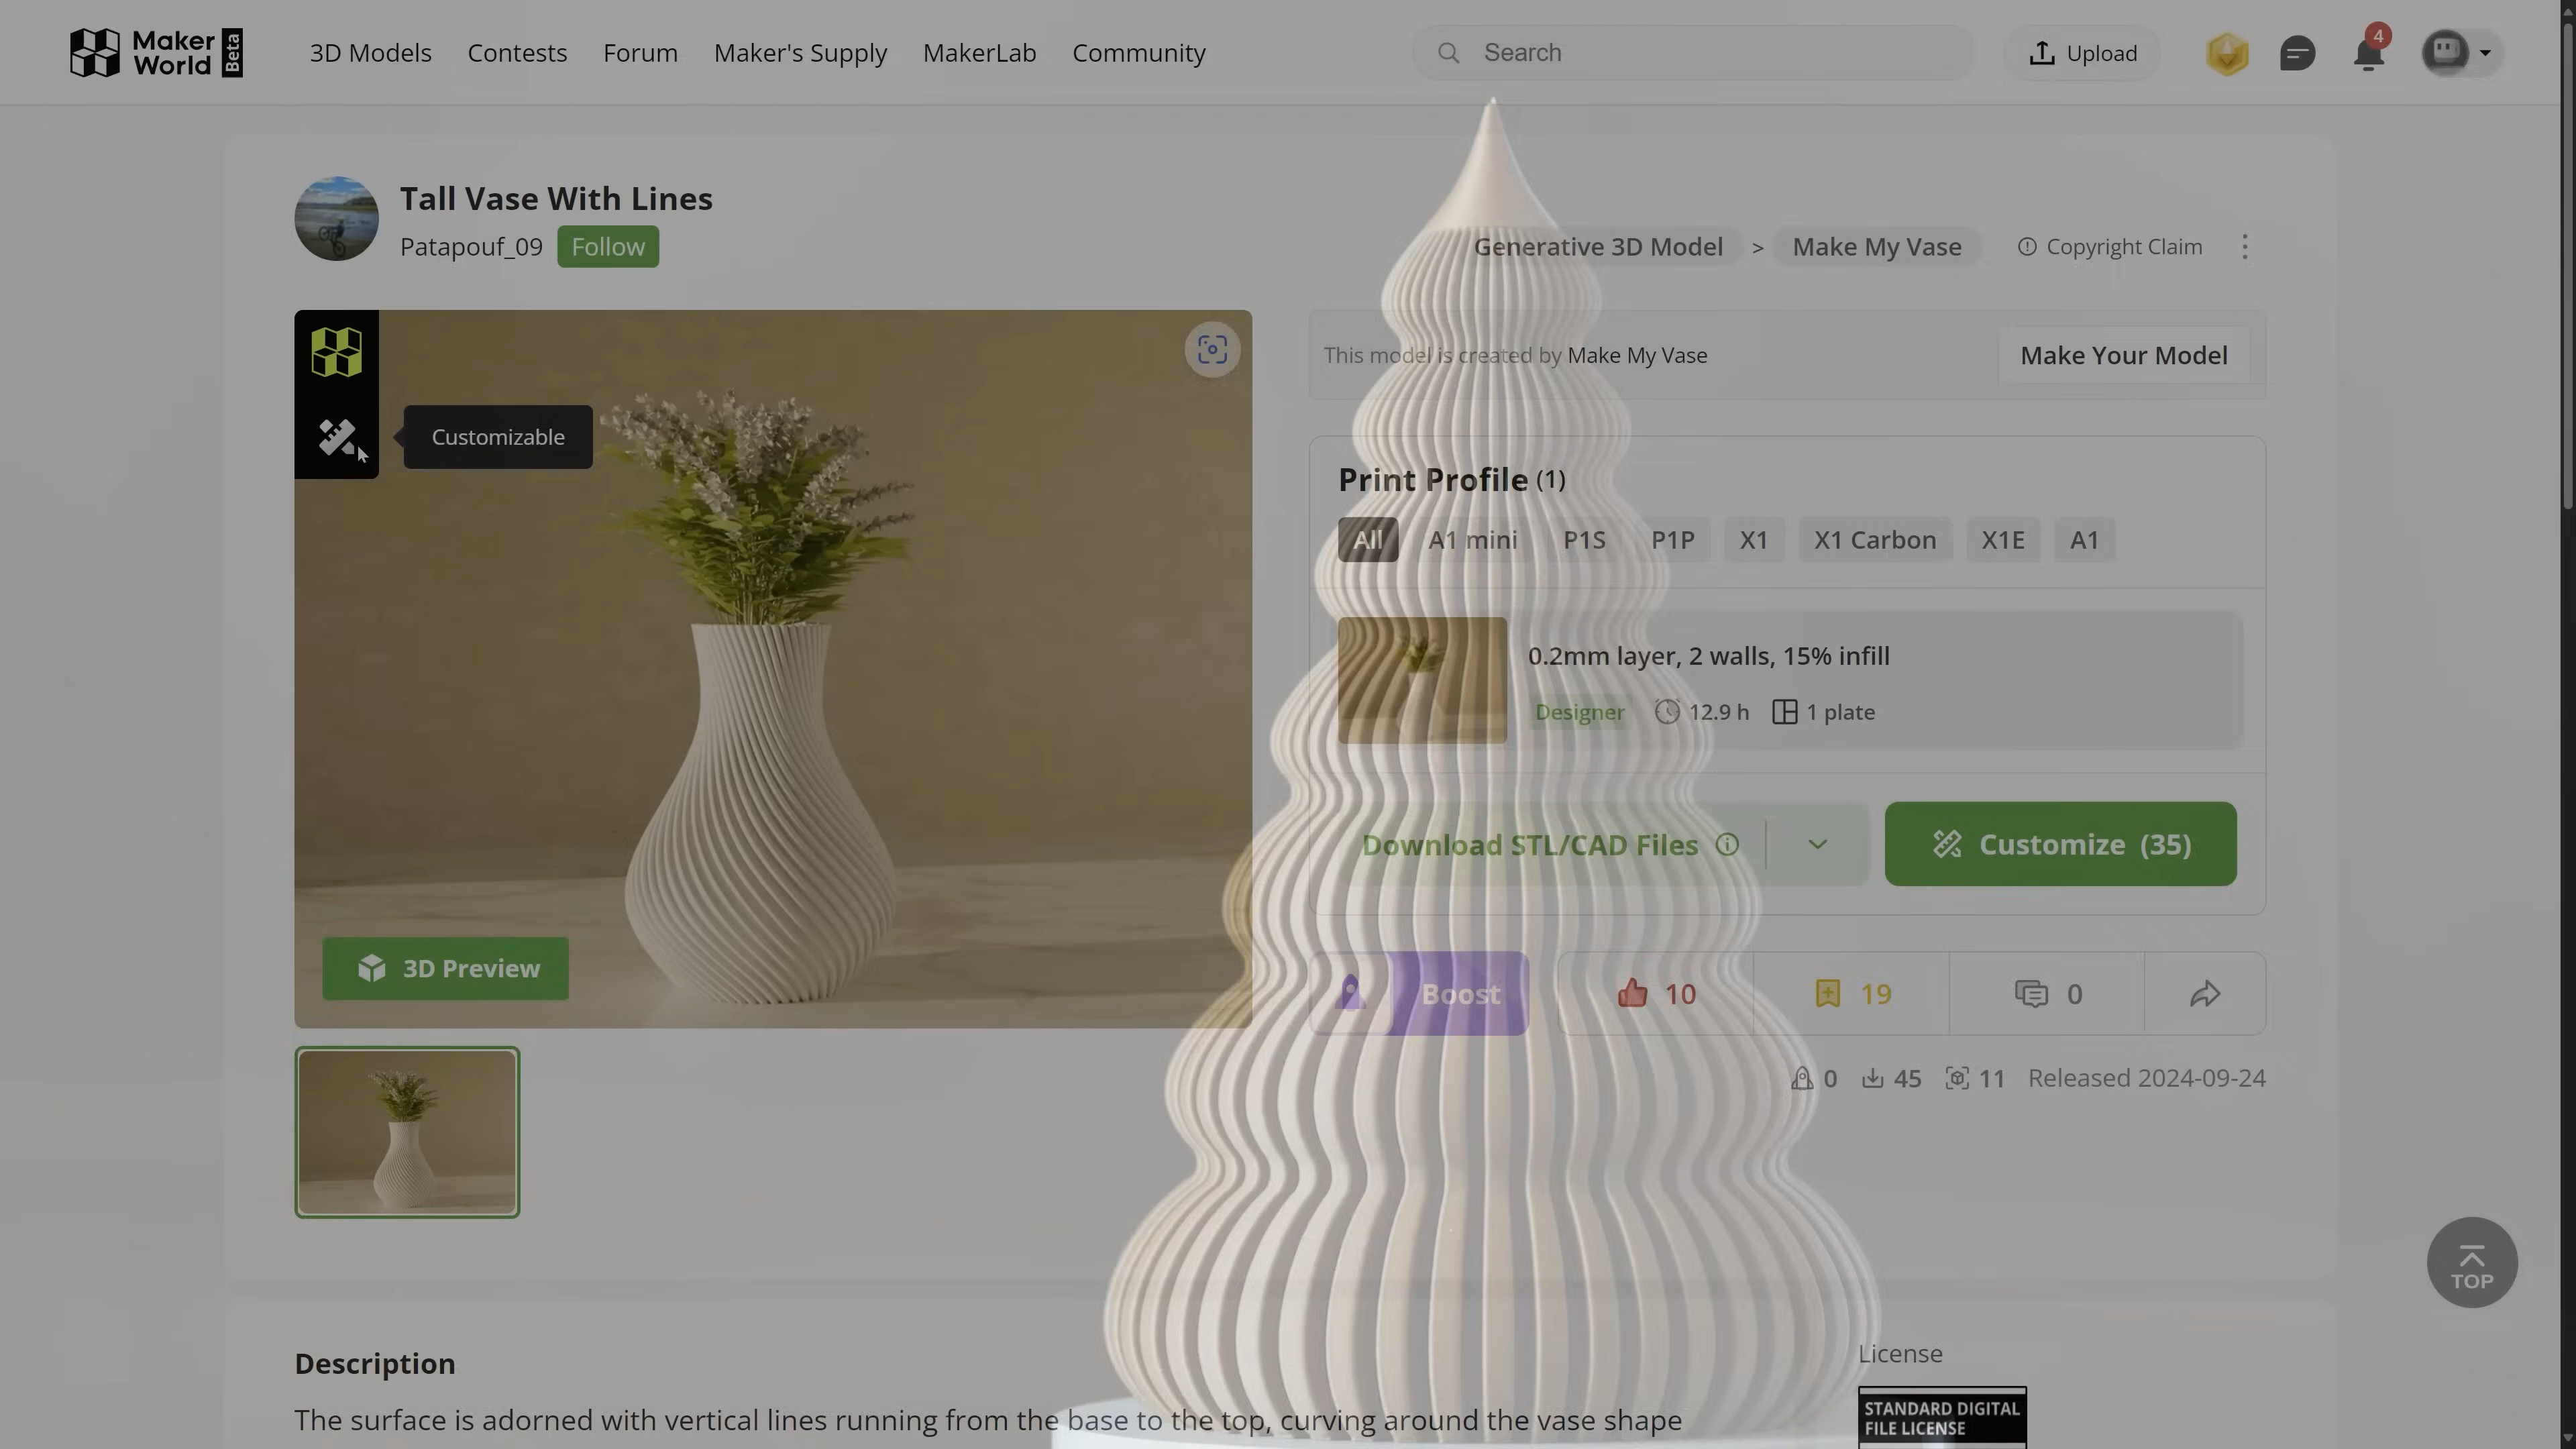 Maker World Beta
3D Models Contests Forum Maker's Supply MakerLab Community
Search
Upload
4
Tall Vase With Lines
Patapouf_09 Follow
Generative 3D Model > Make My Vase
Copyright Claim
Customizable
3D Preview
This model is created by Make My Vase
Make Your Model
Print Profile (1)
All A1 mini P1S P1P X1 X1 Carbon X1E A1
0.2mm layer, 2 walls, 15% infill
Designer 12.9 h 1 plate
Download STL/CAD Files
Customize (35)
Boost 10 19 0
0 45 11 Released 2024-09-24
TOP
Description
The surface is adorned with vertical lines running from the base to the top, curving around the vase shape
License
STANDARD DIGITAL
FILE LICENSE